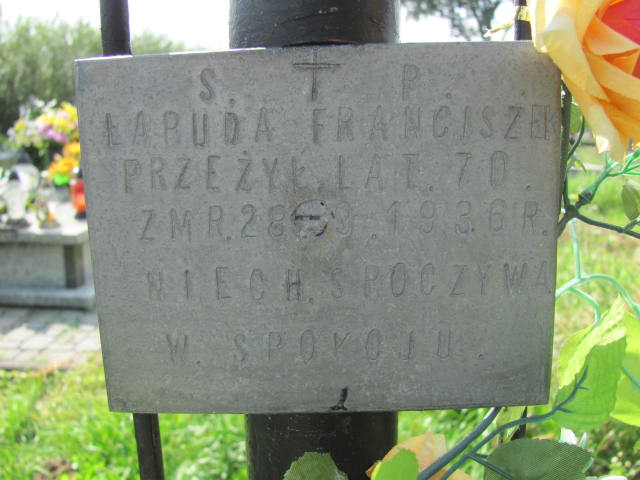 S. † P.
ŁAPUDA FRANCISZEK
PRZEŻYŁ. LAT. 70.
ZMR. 28 9 1936 R.
NIECH. SPOCZYWA
W. SPOKOJU.